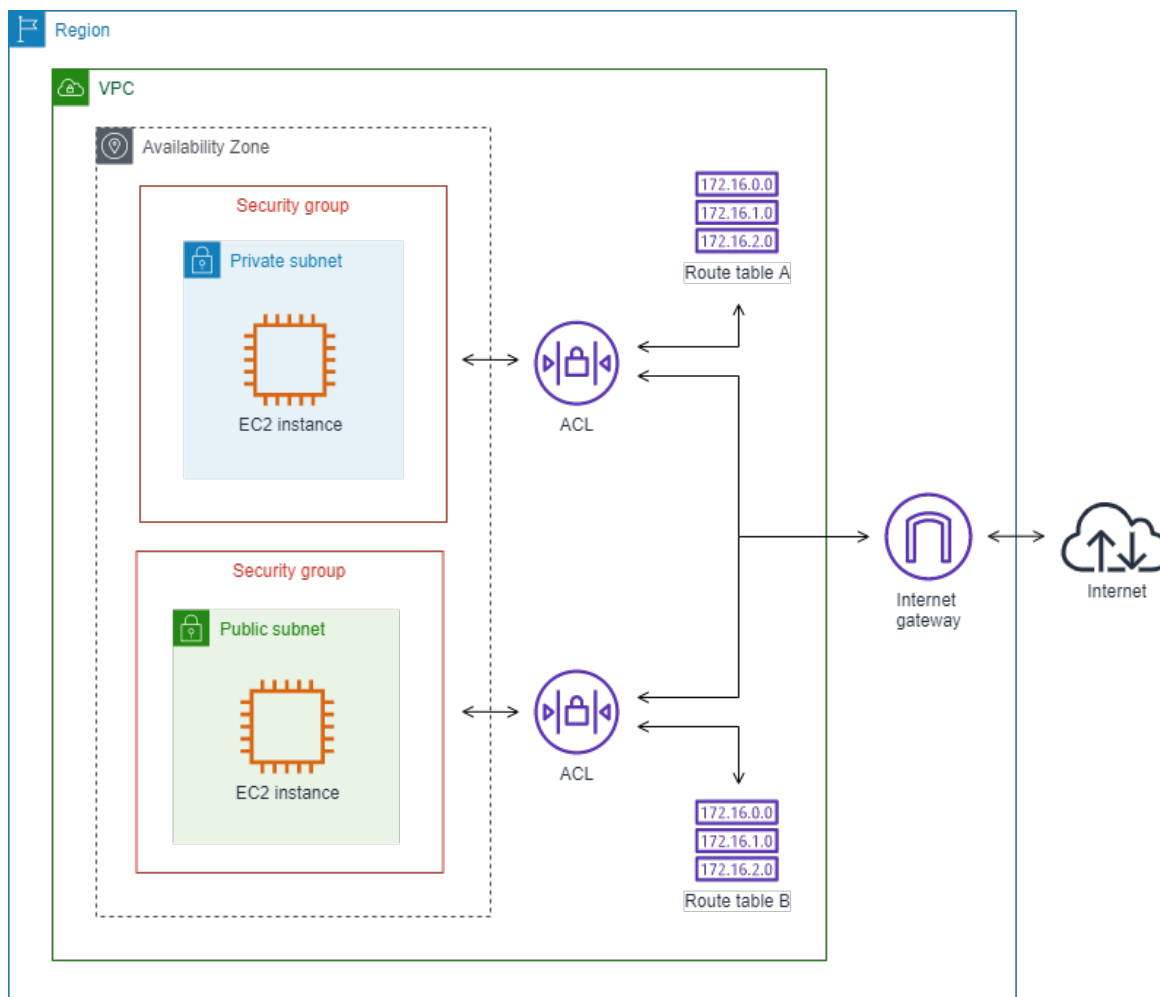 Region
VPC
Availability Zone
Security group
Private subnet
EC2 instance
ACL
172.16.0.0
172.16.1.0
172.16.2.0
Route table A
Internet
gateway
Internet
Security group
Public subnet
EC2 instance
ACL
172.16.0.0
172.16.1.0
172.16.2.0
Route table B